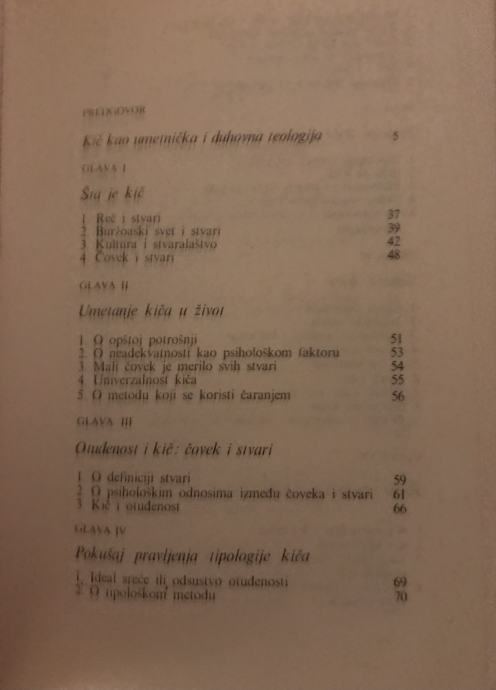 PREDGOVOR
Kič kao umetnička i duhovna teologija 5
GLAVA I
Šta je kič
1 Reč i stvari 37
2 Buržoaski svet i stvari 39
3 Kultura i stvaralaštvo 42
4 Čovek i stvari 48
GLAVA II
Umetanje kiča u život
1 O opštoj potrošnji 51
2 O neadekvatnosti kao psihološkom faktoru 53
3 Mali čovek je merilo svih stvari 54
4 Univerzalnost kiča 55
5 O metodu koji se koristi čaranjem 56
GLAVA III
Otuđenost i kič: čovek i stvari
1 O definiciji stvari 59
2 O psihološkim odnosima između čoveka i stvari 61
3 Kič i otuđenost 66
GLAVA IV
Pokušaj pravljenja tipologije kiča
1. Ideal sreće ili odsustvo otuđenosti 69
2 O tipološkom metodu 70